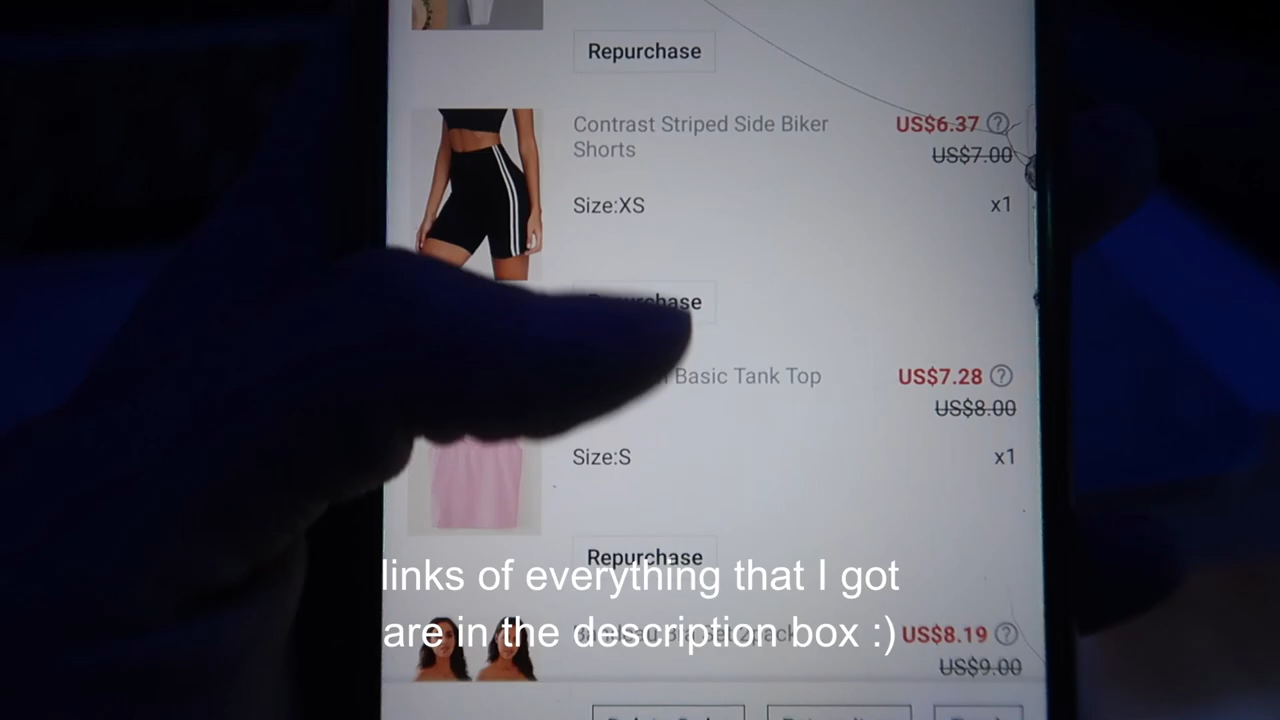 Repurchase
Contrast Striped Side Biker
Shorts
US$6.37
US$7.00
Size:XS
x1
Repurchase
Basic Tank Top
US$7.28
US$8.00
Size:S
x1
Repurchase
links of everything that I got
are in the description box :)
US$8.19
US$9.00